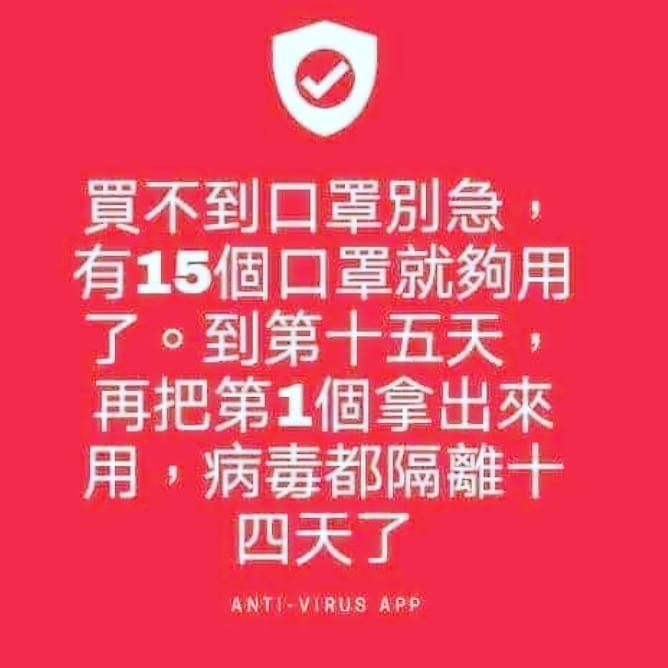 買不到口罩別急，
有15個口罩就夠用
了。到第十五天，
再把第1個拿出來
用，病毒都隔離十
四天了
ANTI-VIRUS APP